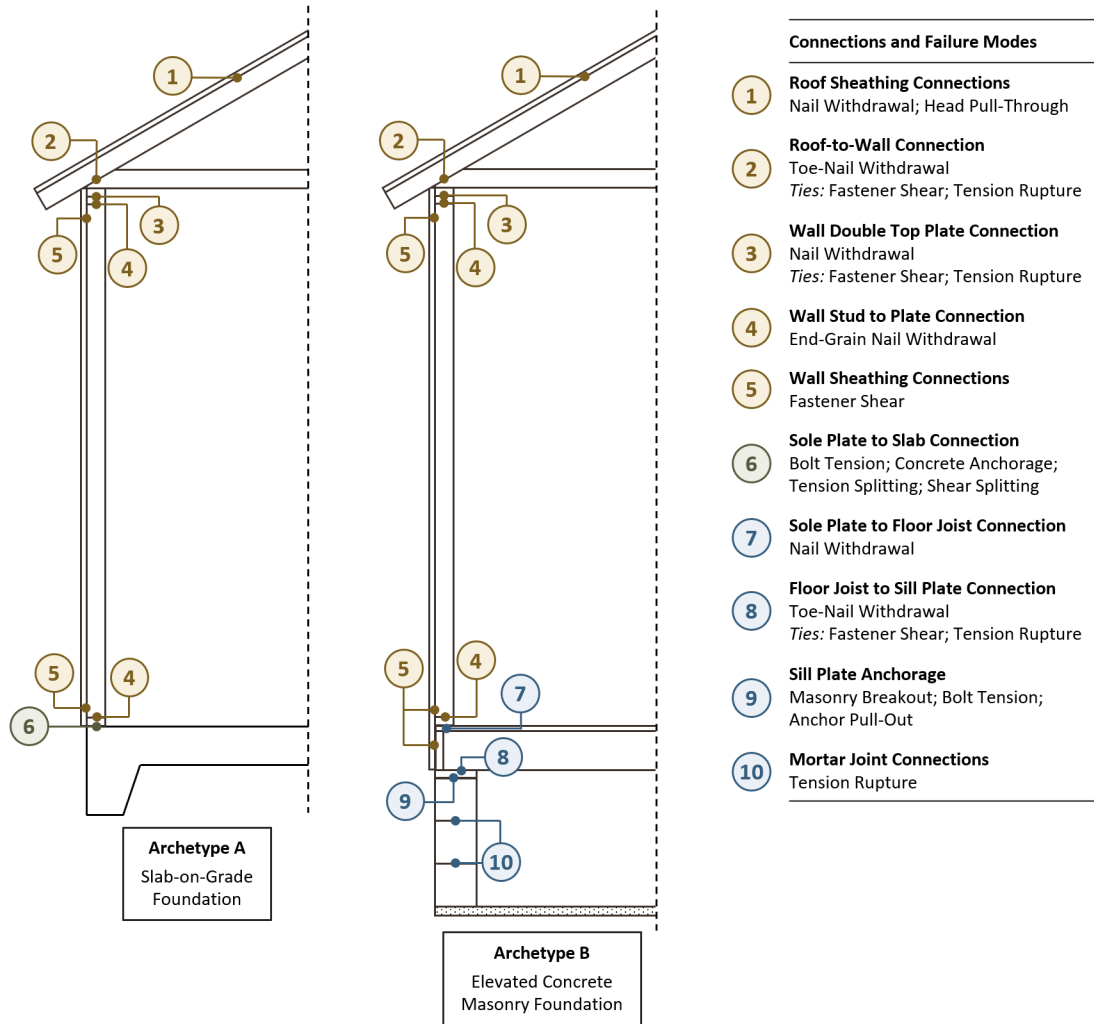 1
2
3
5
4
5
4
6
Archetype A
Slab-on-Grade
Foundation
1
2
3
5
4
5
4
7
8
9
10
Archetype B
Elevated Concrete
Masonry Foundation
Connections and Failure Modes
1
Roof Sheathing Connections
Nail Withdrawal; Head Pull-Through
2
Roof-to-Wall Connection
Toe-Nail Withdrawal
Ties: Fastener Shear; Tension Rupture
3
Wall Double Top Plate Connection
Nail Withdrawal
Ties: Fastener Shear; Tension Rupture
4
Wall Stud to Plate Connection
End-Grain Nail Withdrawal
5
Wall Sheathing Connections
Fastener Shear
6
Sole Plate to Slab Connection
Bolt Tension; Concrete Anchorage;
Tension Splitting; Shear Splitting
7
Sole Plate to Floor Joist Connection
Nail Withdrawal
8
Floor Joist to Sill Plate Connection
Toe-Nail Withdrawal
Ties: Fastener Shear; Tension Rupture
9
Sill Plate Anchorage
Masonry Breakout; Bolt Tension;
Anchor Pull-Out
10
Mortar Joint Connections
Tension Rupture